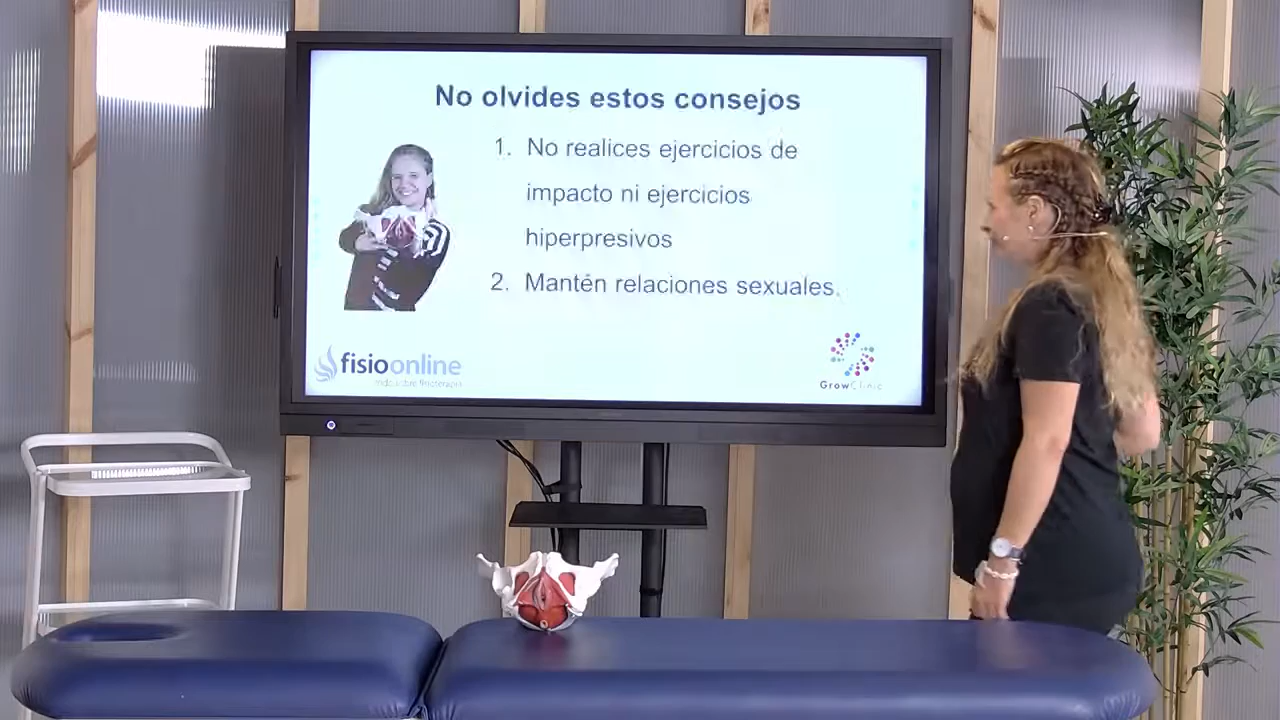 No olvides estos consejos
1. No realices ejercicios de
impacto ni ejercicios
hiperpresivos
2. Mantén relaciones sexuales.
fisioonline
GrowClinic